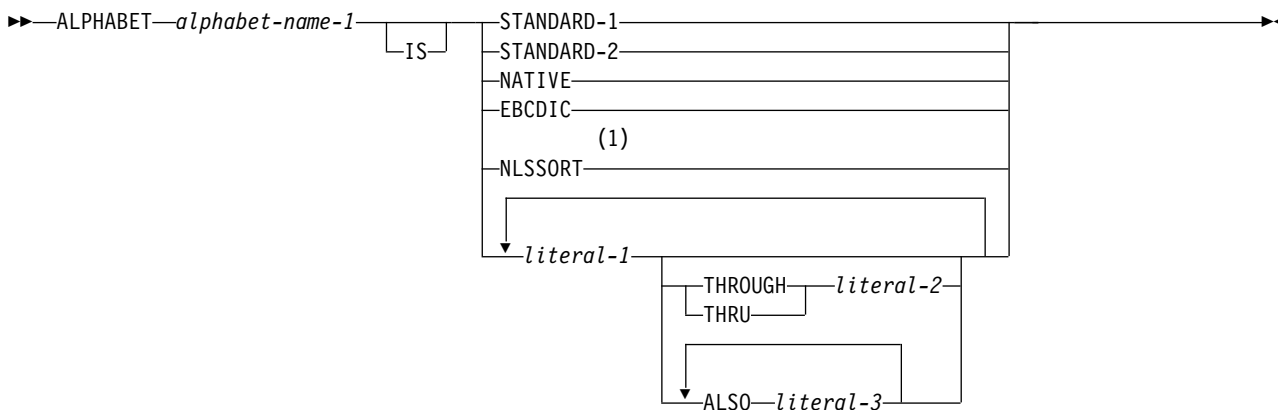 ALPHABET alphabet-name-1 IS STANDARD-1
STANDARD-2
NATIVE
EBCDIC
(1)
NLSSORT
literal-1
THROUGH literal-2
THRU
ALSO literal-3